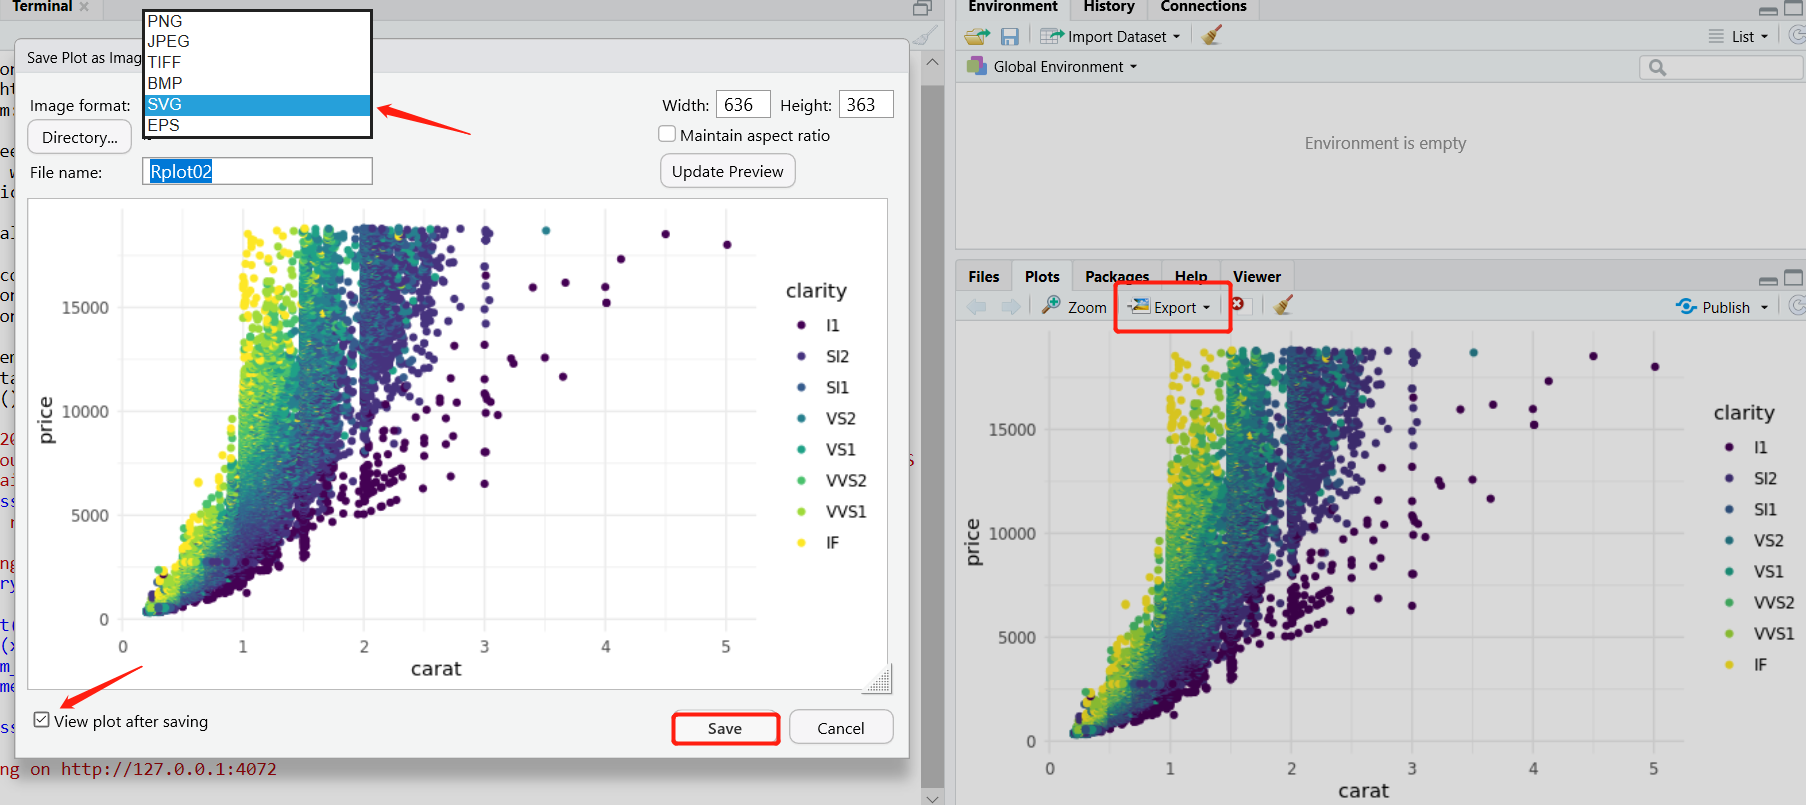 Terminal
Save Plot as Imag
PNG
JPEG
TIFF
BMP
SVG
EPS
Image format:
Directory...
File name:
Rplot02
Width: 636 Height: 363
Maintain aspect ratio
Update Preview
price
15000
10000
5000
0
0 1 2 3 4 5
carat
clarity
I1
SI2
SI1
VS2
VS1
VVS2
VVS1
IF
View plot after saving
Save
Cancel
ng on http://127.0.0.1:4072
Environment History Connections
Import Dataset
List
Global Environment
Environment is empty
Files Plots Packages Help Viewer
Zoom Export Publish
price
15000
10000
5000
0
0 1 2 3 4 5
carat
clarity
I1
SI2
SI1
VS2
VS1
VVS2
VVS1
IF